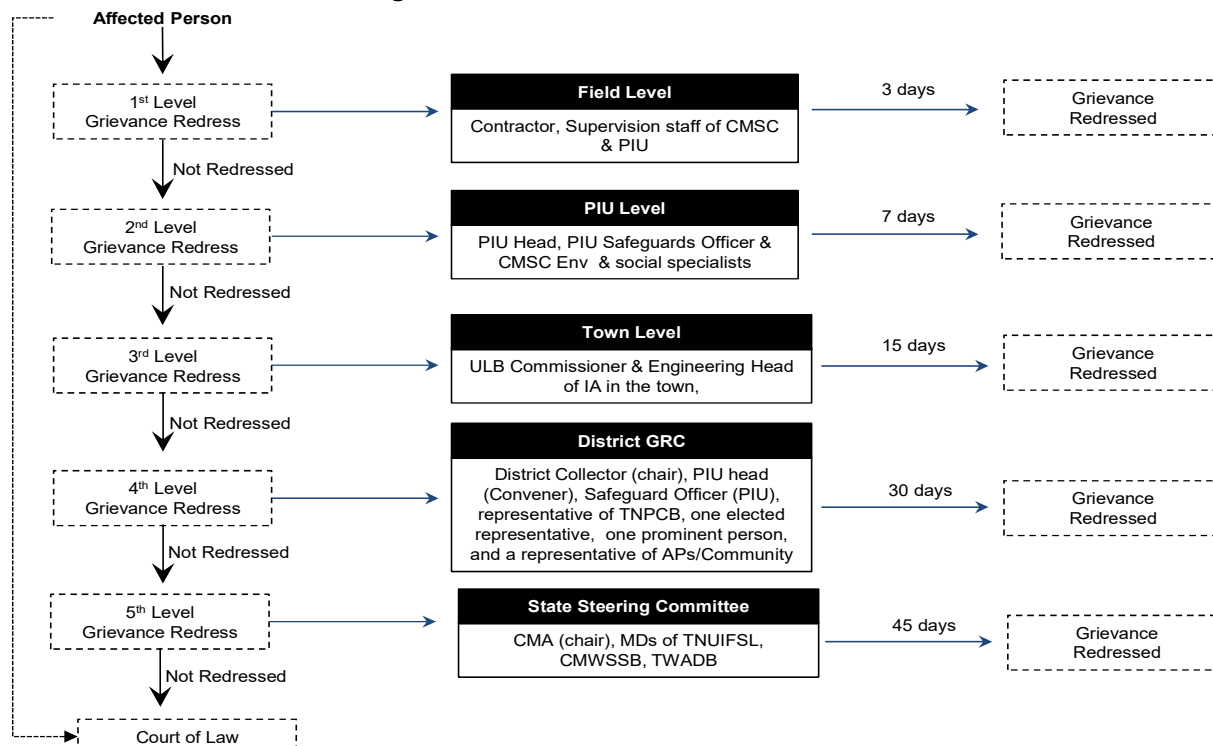 Affected Person
1st Level
Grievance Redress
Field Level
Contractor, Supervision staff of CMSC
& PIU
3 days
Grievance
Redressed
Not Redressed
2nd Level
Grievance Redress
PIU Level
PIU Head, PIU Safeguards Officer &
CMSC Env & social specialists
7 days
Grievance
Redressed
Not Redressed
3rd Level
Grievance Redress
Town Level
ULB Commissioner & Engineering Head
of IA in the town,
15 days
Grievance
Redressed
Not Redressed
4th Level
Grievance Redress
District GRC
District Collector (chair), PIU head
(Convener), Safeguard Officer (PIU),
representative of TNPCB, one elected
representative, one prominent person,
and a representative of APs/Community
30 days
Grievance
Redressed
Not Redressed
5th Level
Grievance Redress
State Steering Committee
CMA (chair), MDs of TNUIFSL,
CMWSSB, TWADB
45 days
Grievance
Redressed
Not Redressed
Court of Law